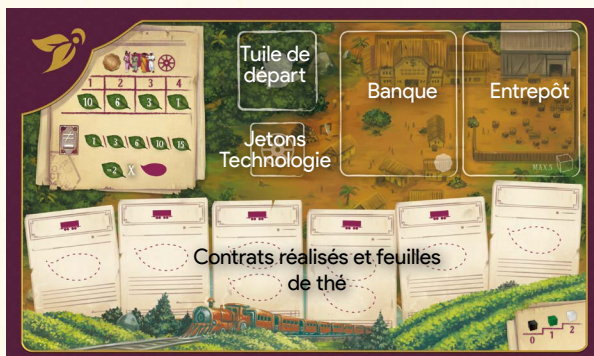 1 2 3 4
10 6 3 1
≠ 1 3 6 10 15
-2 X
Tuile de
départ
Banque
Entrepôt
Jetons
Technologie
MAX.5
Contrats réalisés et feuilles
de thé
0 1 2